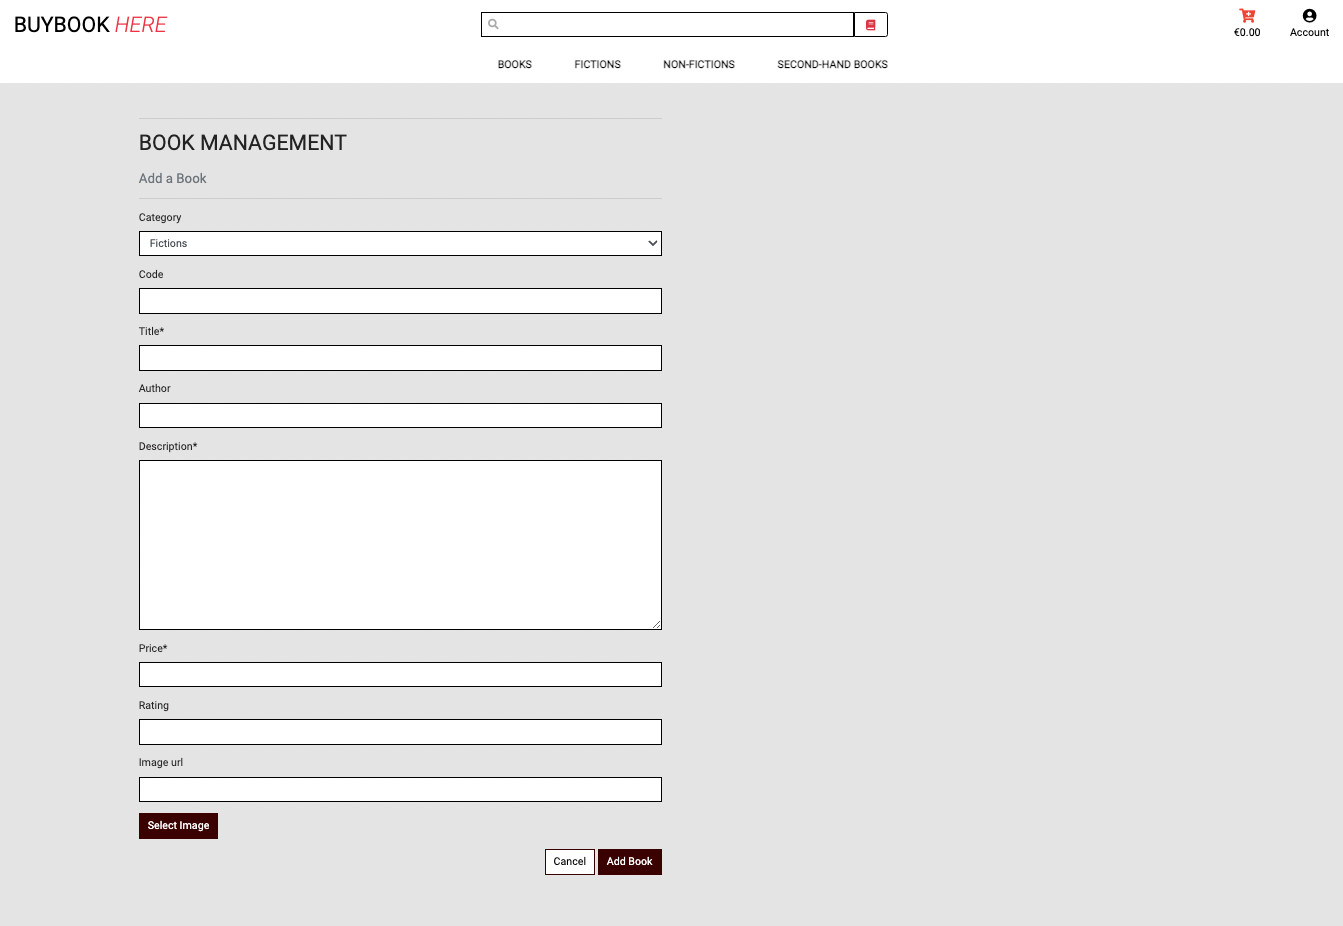 BUYBOOK HERE
€0.00
Account
BOOKS FICTIONS NON-FICTIONS SECOND-HAND BOOKS
BOOK MANAGEMENT
Add a Book
Category
Fictions
Code
Title*
Author
Description*
Price*
Rating
Image url
Select Image
Cancel Add Book